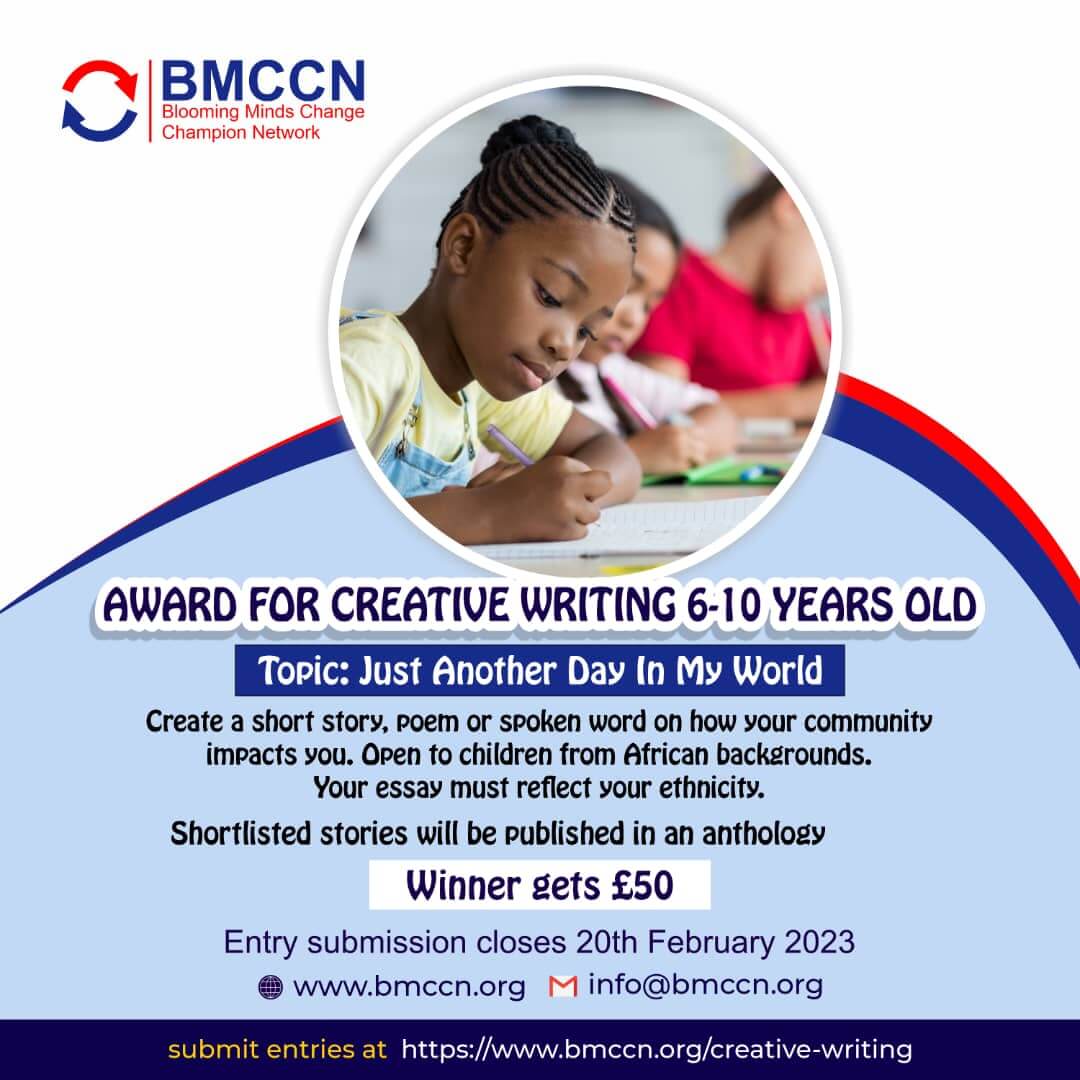 BMCCN
Blooming Minds Change
Champion Network
AWARD FOR CREATIVE WRITING 6-10 YEARS OLD
Topic: Just Another Day In My World
Create a short story, poem or spoken word on how your community
impacts you. Open to children from African backgrounds.
Your essay must reflect your ethnicity.
Shortlisted stories will be published in an anthology
Winner gets £50
Entry submission closes 20th February 2023
www.bmccn.org info@bmccn.org
submit entries at https://www.bmccn.org/creative-writing